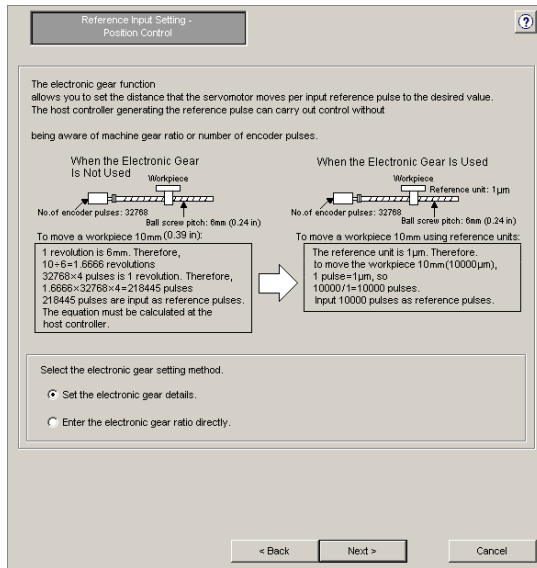 Reference Input Setting -
Position Control
?
The electronic gear function
allows you to set the distance that the servomotor moves per input reference pulse to the desired value.
The host controller generating the reference pulse can carry out control without
being aware of machine gear ratio or number of encoder pulses.
When the Electronic Gear
Is Not Used
Workpiece
No.of encoder pulses: 32768
Ball screw pitch: 6mm (0.24 in)
To move a workpiece 10mm (0.39 in):
1 revolution is 6mm. Therefore,
10÷6=1.6666 revolutions
32768×4 pulses is 1 revolution. Therefore,
1.6666×32768×4=218445 pulses
218445 pulses are input as reference pulses.
The equation must be calculated at the
host controller.
When the Electronic Gear Is Used
Workpiece
Reference unit: 1μm
No.of encoder pulses: 32768
Ball screw pitch: 6mm (0.24 in)
To move a workpiece 10mm using reference units:
The reference unit is 1μm. Therefore.
to move the workpiece 10mm(10000μm),
1 pulse=1μm, so
10000/1=10000 pulses.
Input 10000 pulses as reference pulses.
Select the electronic gear setting method.
Set the electronic gear details.
Enter the electronic gear ratio directly.
< Back
Next >
Cancel